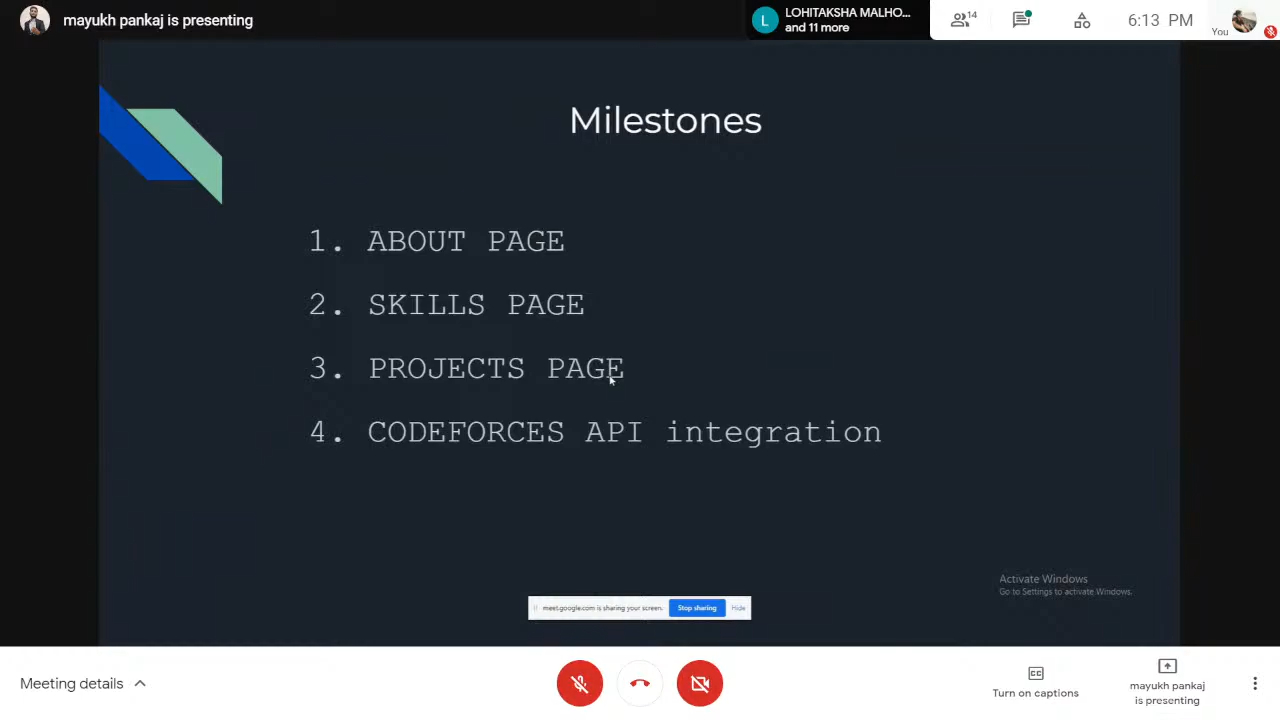 mayukh pankaj is presenting
L
LOHITAKSHA MALHO...
and 11 more
14
6:13 PM
You
Milestones
1. ABOUT PAGE
2. SKILLS PAGE
3. PROJECTS PAGE
4. CODEFORCES API integration
Activate Windows
Go to Settings to activate Windows.
meet.google.com is sharing your screen.
Stop sharing
Hide
Meeting details
CC
Turn on captions
mayukh pankaj
is presenting